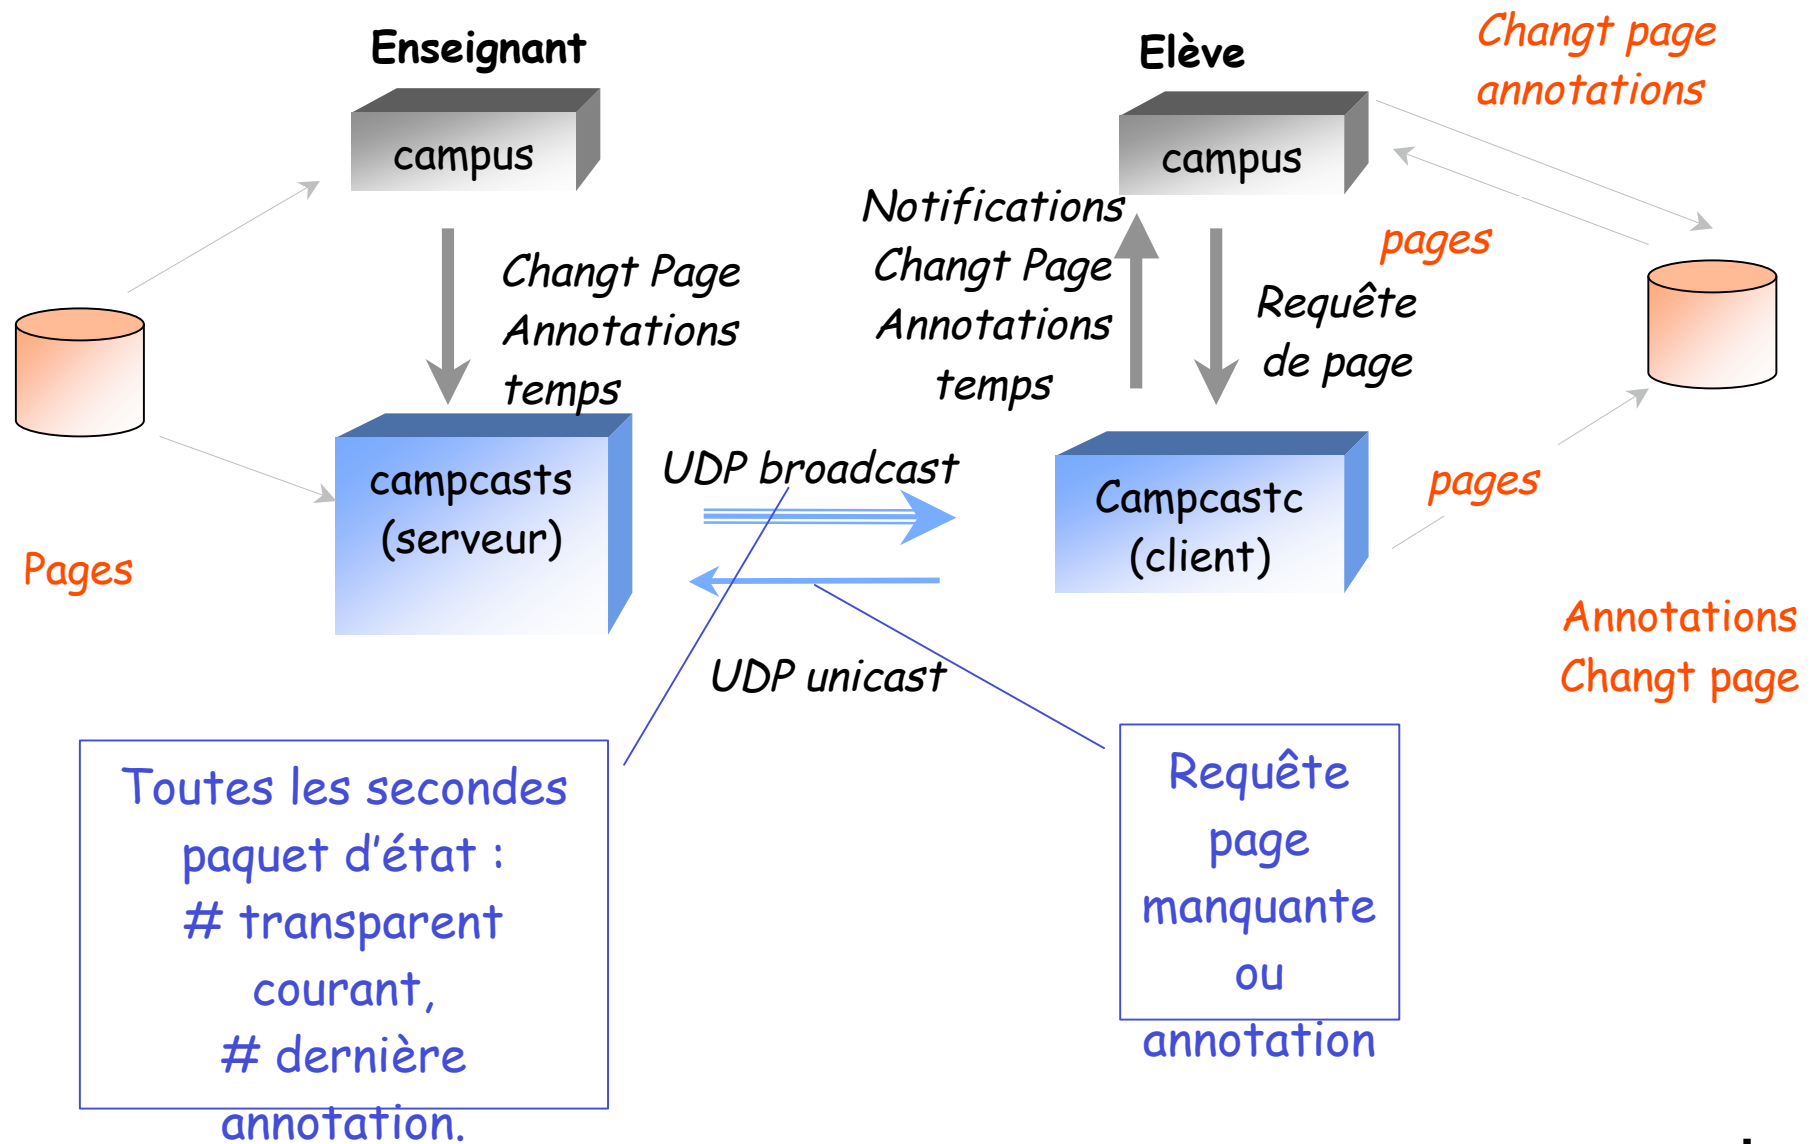 Enseignant
campus
Changt Page
Annotations
temps
campcasts
(serveur)
Pages
UDP broadcast
UDP unicast
Elève
campus
Notifications
Changt Page
Annotations
temps
Requête
de page
Campcastc
(client)
Changt page
annotations
pages
pages
Annotations
Changt page
Toutes les secondes
paquet d'état :
# transparent
courant,
# dernière
annotation.
Requête
page
manquante
ou
annotation